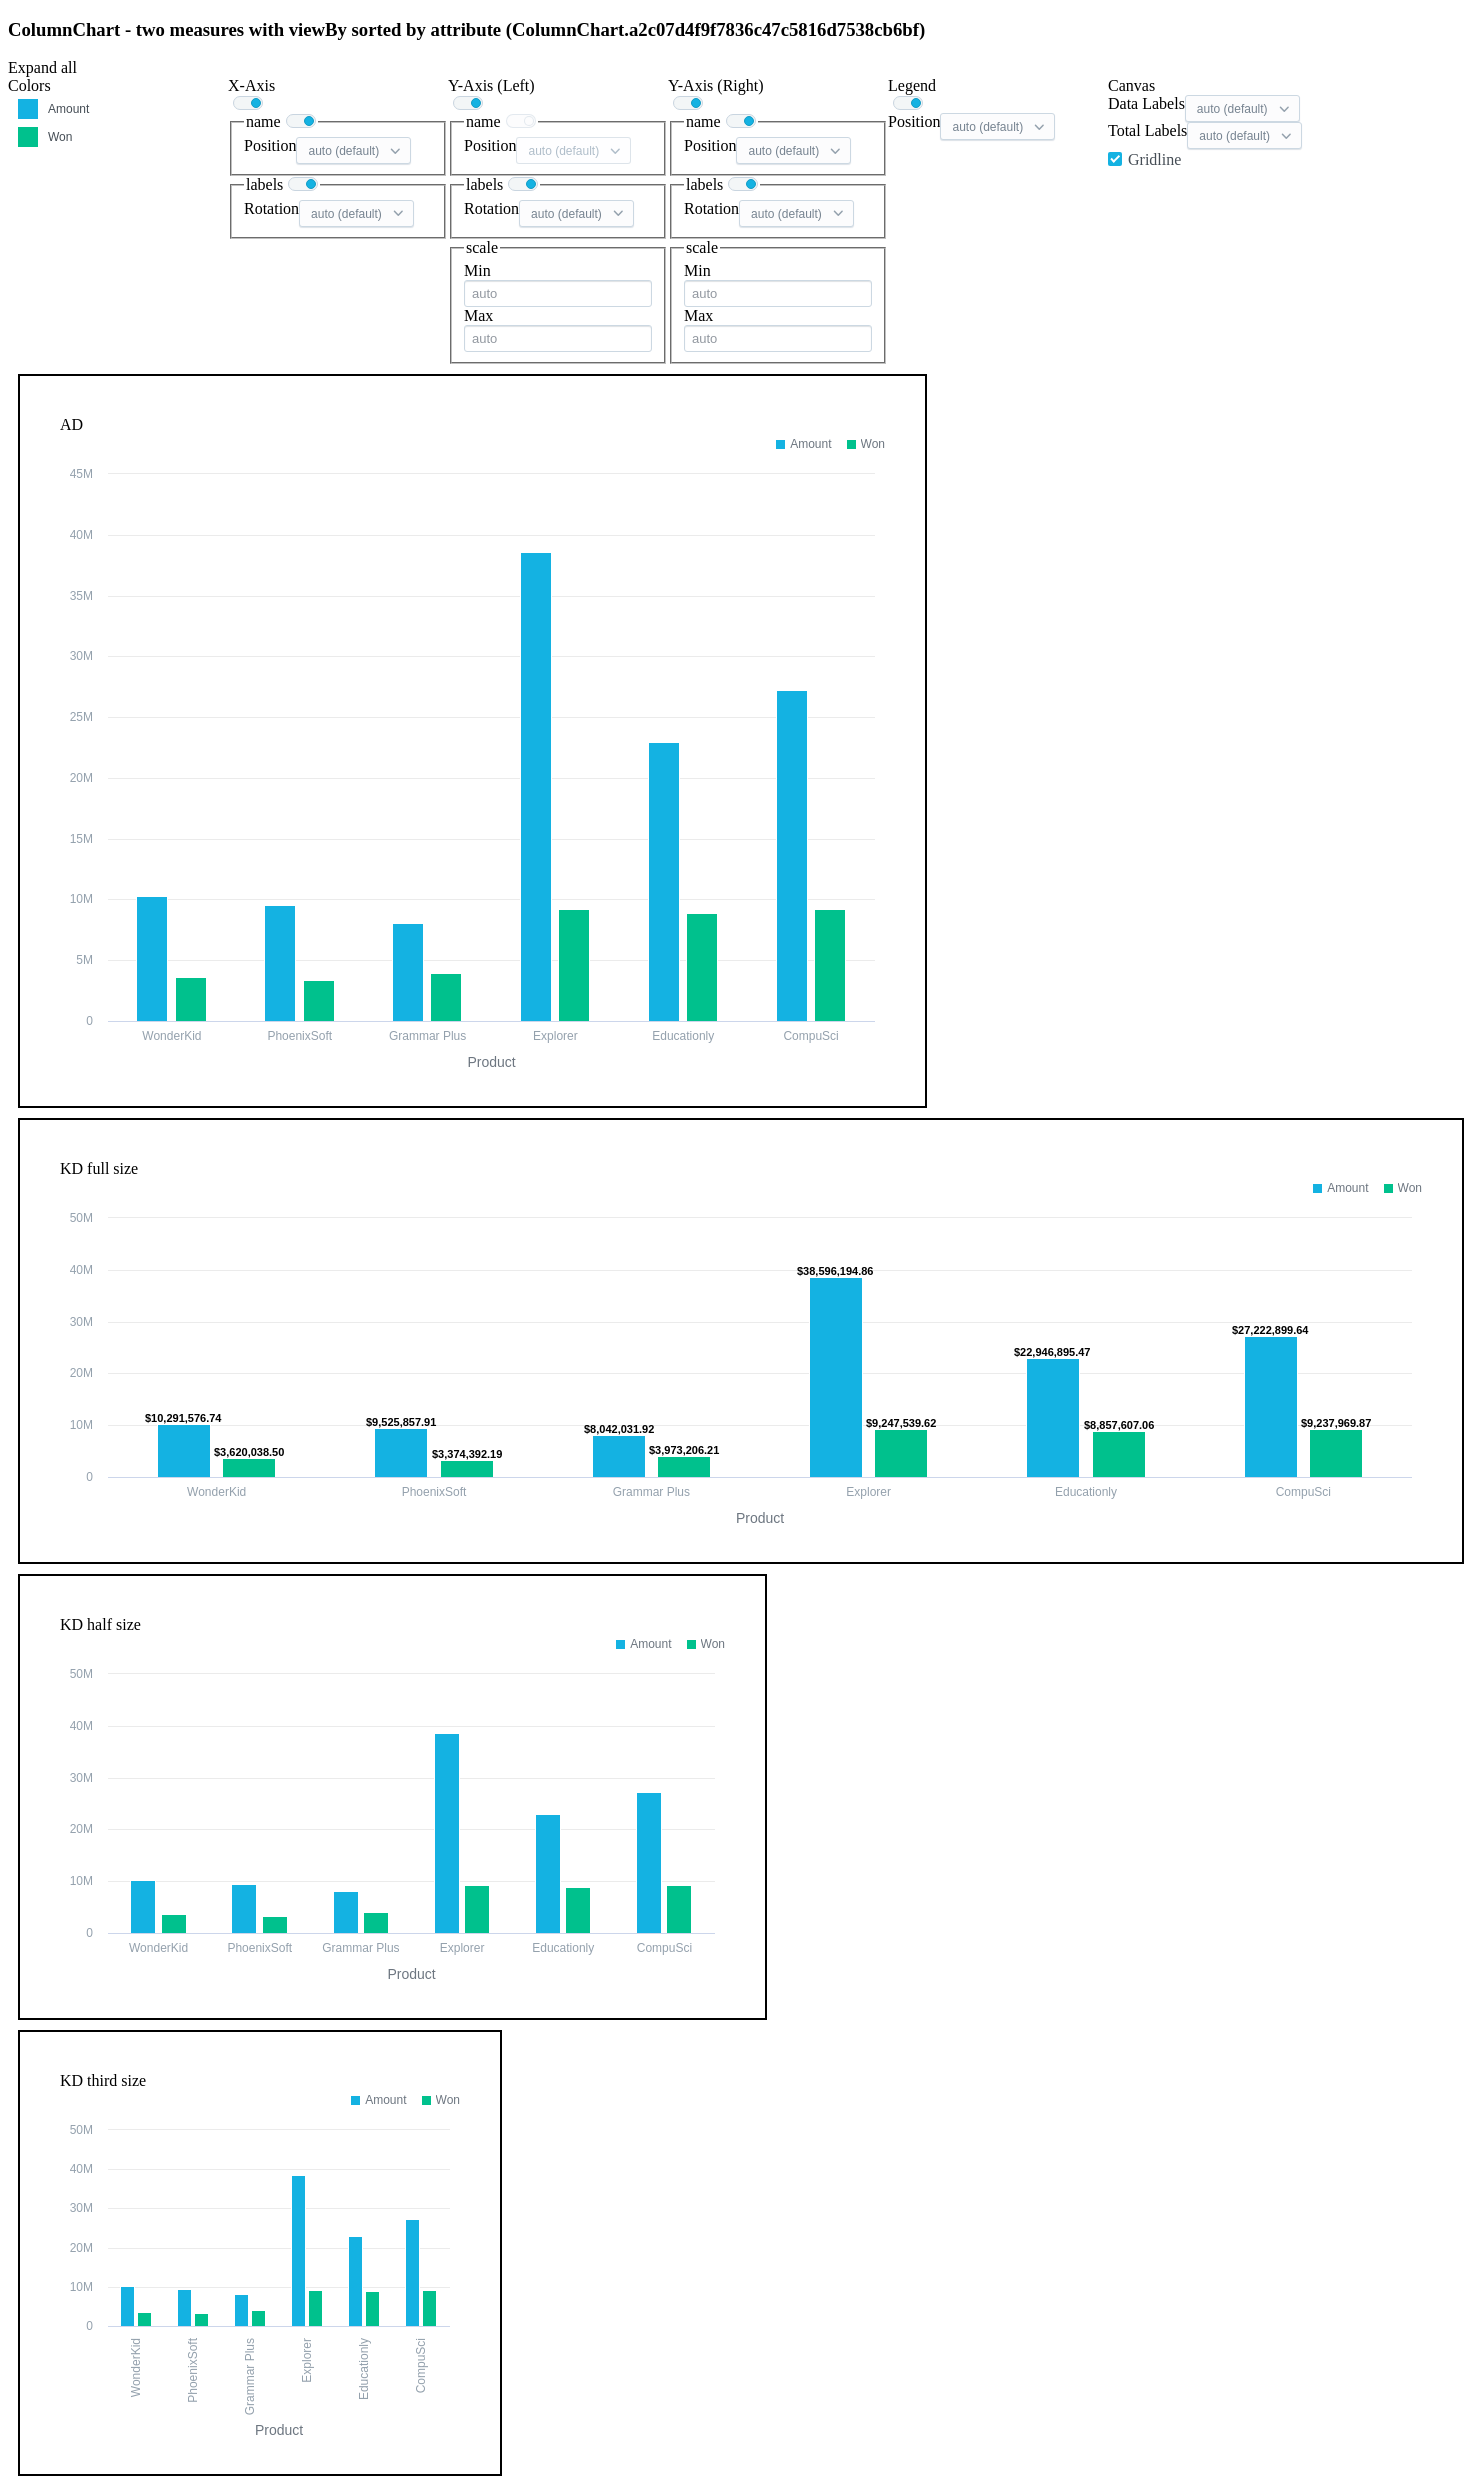 ColumnChart - two measures with viewBy sorted by attribute (ColumnChart.a2c07d4f9f7836c47c5816d7538cb6bf)
Expand all
Colors
Amount
Won
X-Axis
name
Position auto (default)
labels
Rotation auto (default)
Y-Axis (Left)
name
Position auto (default)
labels
Rotation auto (default)
scale
Min
auto
Max
auto
Y-Axis (Right)
name
Position auto (default)
labels
Rotation auto (default)
scale
Min
auto
Max
auto
Legend
Position auto (default)
Canvas
Data Labels auto (default)
Total Labels auto (default)
Gridline
AD
Amount Won
45M
40M
35M
30M
25M
20M
15M
10M
5M
0
WonderKid PhoenixSoft Grammar Plus Explorer Educationly CompuSci
Product
KD full size
Amount Won
50M
40M
30M
20M
10M
0
$10,291,576.74
$3,620,038.50
$9,525,857.91
$3,374,392.19
$8,042,031.92
$3,973,206.21
$38,596,194.86
$9,247,539.62
$22,946,895.47
$8,857,607.06
$27,222,899.64
$9,237,969.87
WonderKid PhoenixSoft Grammar Plus Explorer Educationly CompuSci
Product
KD half size
Amount Won
50M
40M
30M
20M
10M
0
WonderKid PhoenixSoft Grammar Plus Explorer Educationly CompuSci
Product
KD third size
Amount Won
50M
40M
30M
20M
10M
0
WonderKid
PhoenixSoft
Grammar Plus
Explorer
Educationly
CompuSci
Product